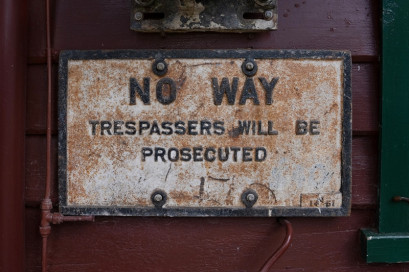 NO WAY
TRESPASSERS WILL BE
PROSECUTED